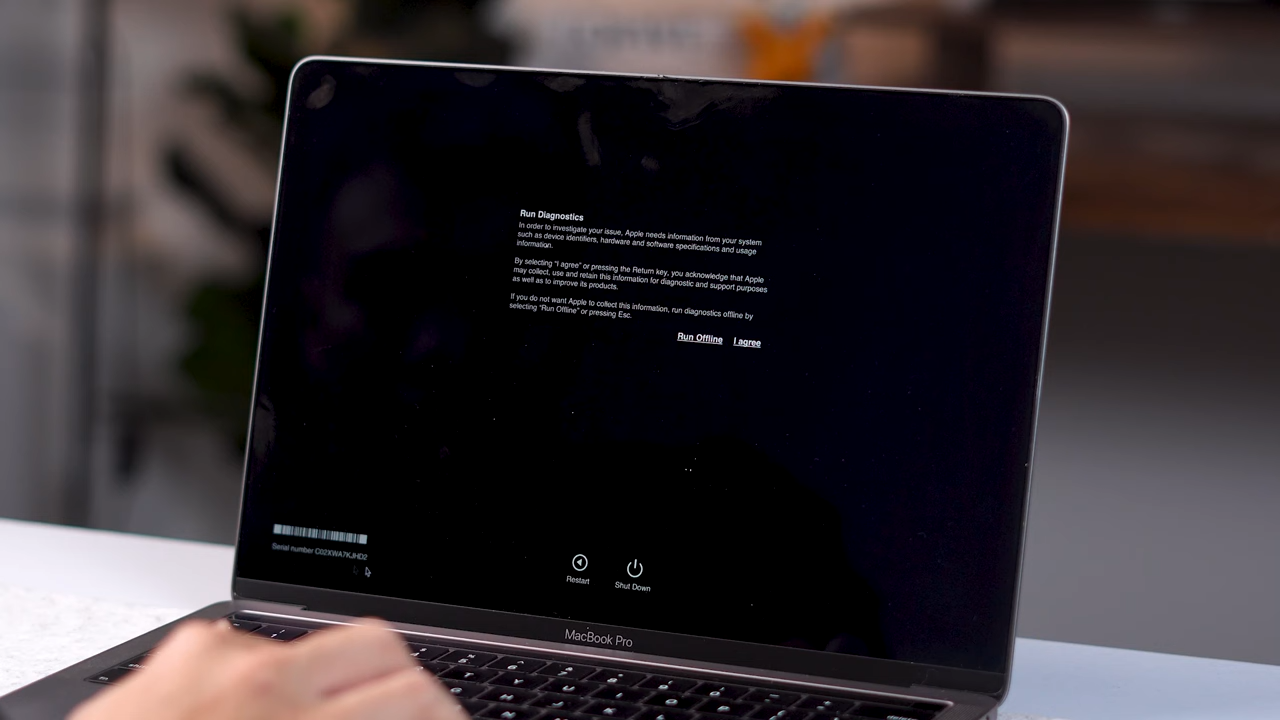 Run Diagnostics
In order to investigate your issue, Apple needs information from your system
such as device identifiers, hardware and software specifications and usage
information.
By selecting "I agree" or pressing the Return key, you acknowledge that Apple
may collect, use and retain this information for diagnostic and support purposes
as well as to improve its products.
If you do not want Apple to collect this information, run diagnostics offline by
selecting "Run Offline" or pressing Esc.
Run Offline I agree
Serial number C02XWA7KJHD2
Restart
Shut Down
MacBook Pro